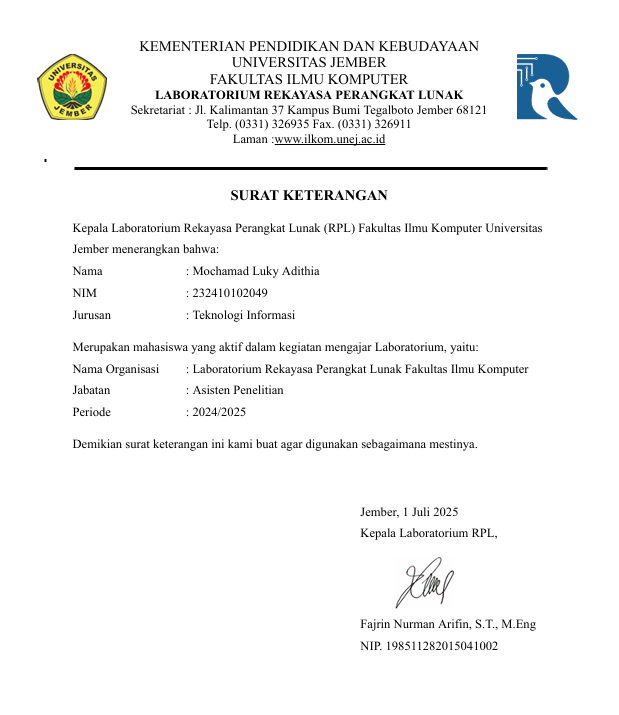 KEMENTERIAN PENDIDIKAN DAN KEBUDAYAAN
UNIVERSITAS JEMBER
FAKULTAS ILMU KOMPUTER
LABORATORIUM REKAYASA PERANGKAT LUNAK
Sekretariat : Jl. Kalimantan 37 Kampus Bumi Tegalboto Jember 68121
Telp. (0331) 326935 Fax. (0331) 326911
Laman :www.ilkom.unej.ac.id
UNIVERSITAS
JEMBER
SURAT KETERANGAN
Kepala Laboratorium Rekayasa Perangkat Lunak (RPL) Fakultas Ilmu Komputer Universitas
Jember menerangkan bahwa:
Nama : Mochamad Luky Adithia
NIM : 232410102049
Jurusan : Teknologi Informasi
Merupakan mahasiswa yang aktif dalam kegiatan mengajar Laboratorium, yaitu:
Nama Organisasi : Laboratorium Rekayasa Perangkat Lunak Fakultas Ilmu Komputer
Jabatan : Asisten Penelitian
Periode : 2024/2025
Demikian surat keterangan ini kami buat agar digunakan sebagaimana mestinya.
Jember, 1 Juli 2025
Kepala Laboratorium RPL,
Fajrin Nurman Arifin, S.T., M.Eng
NIP. 198511282015041002